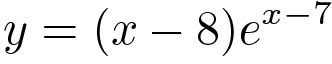 y = (x − 8)e^{x−7}